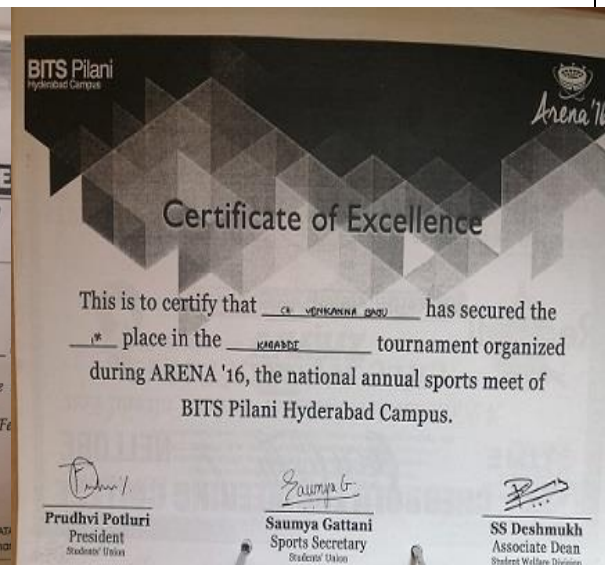 BITS Pilani
Hyderabad Campus
Arena'16
Certificate of Excellence
This is to certify that CH VENKANNA BABU has secured the
place in the KABADDI tournament organized
during ARENA '16, the national annual sports meet of
BITS Pilani Hyderabad Campus.
Saumya G
Prudhvi Potluri
President
Students' Union
Saumya Gattani
Sports Secretary
Students' Union
SS Deshmukh
Associate Dean
Student Welfare Division